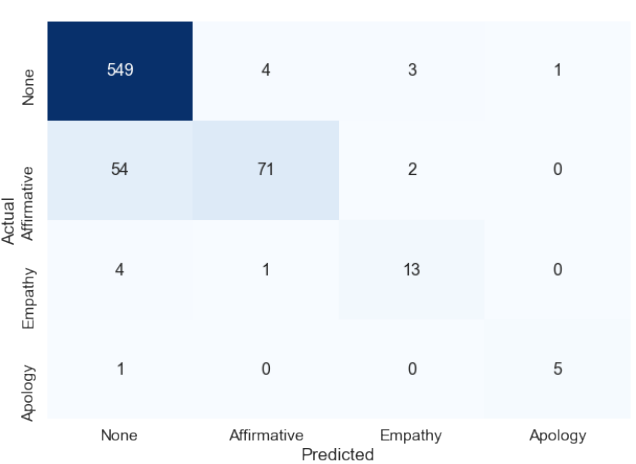 None 549 4 3 1
Affirmative 54 71 2 0
Empathy 4 1 13 0
Apology 1 0 0 5
None Affirmative Empathy Apology
Actual
Predicted